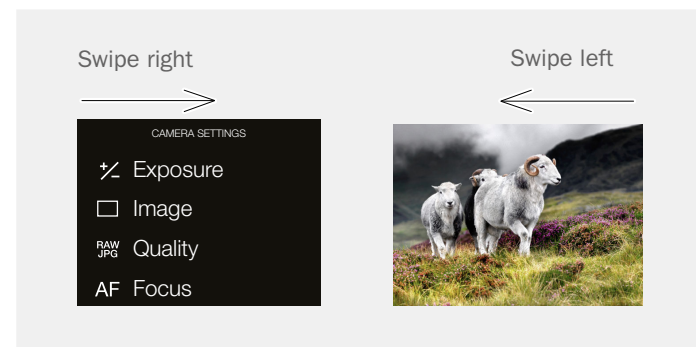 Swipe right
Swipe left
CAMERA SETTINGS
+/- Exposure
Image
RAW
JPG Quality
AF Focus